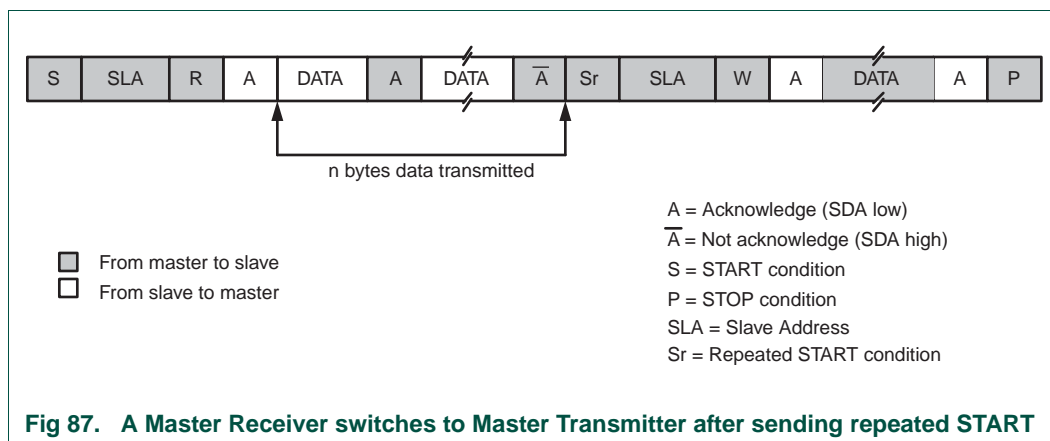 S SLA R A DATA A DATA A̅ Sr SLA W A DATA A P
n bytes data transmitted
A = Acknowledge (SDA low)
A̅ = Not acknowledge (SDA high)
S = START condition
P = STOP condition
SLA = Slave Address
Sr = Repeated START condition
From master to slave
From slave to master
Fig 87. A Master Receiver switches to Master Transmitter after sending repeated START